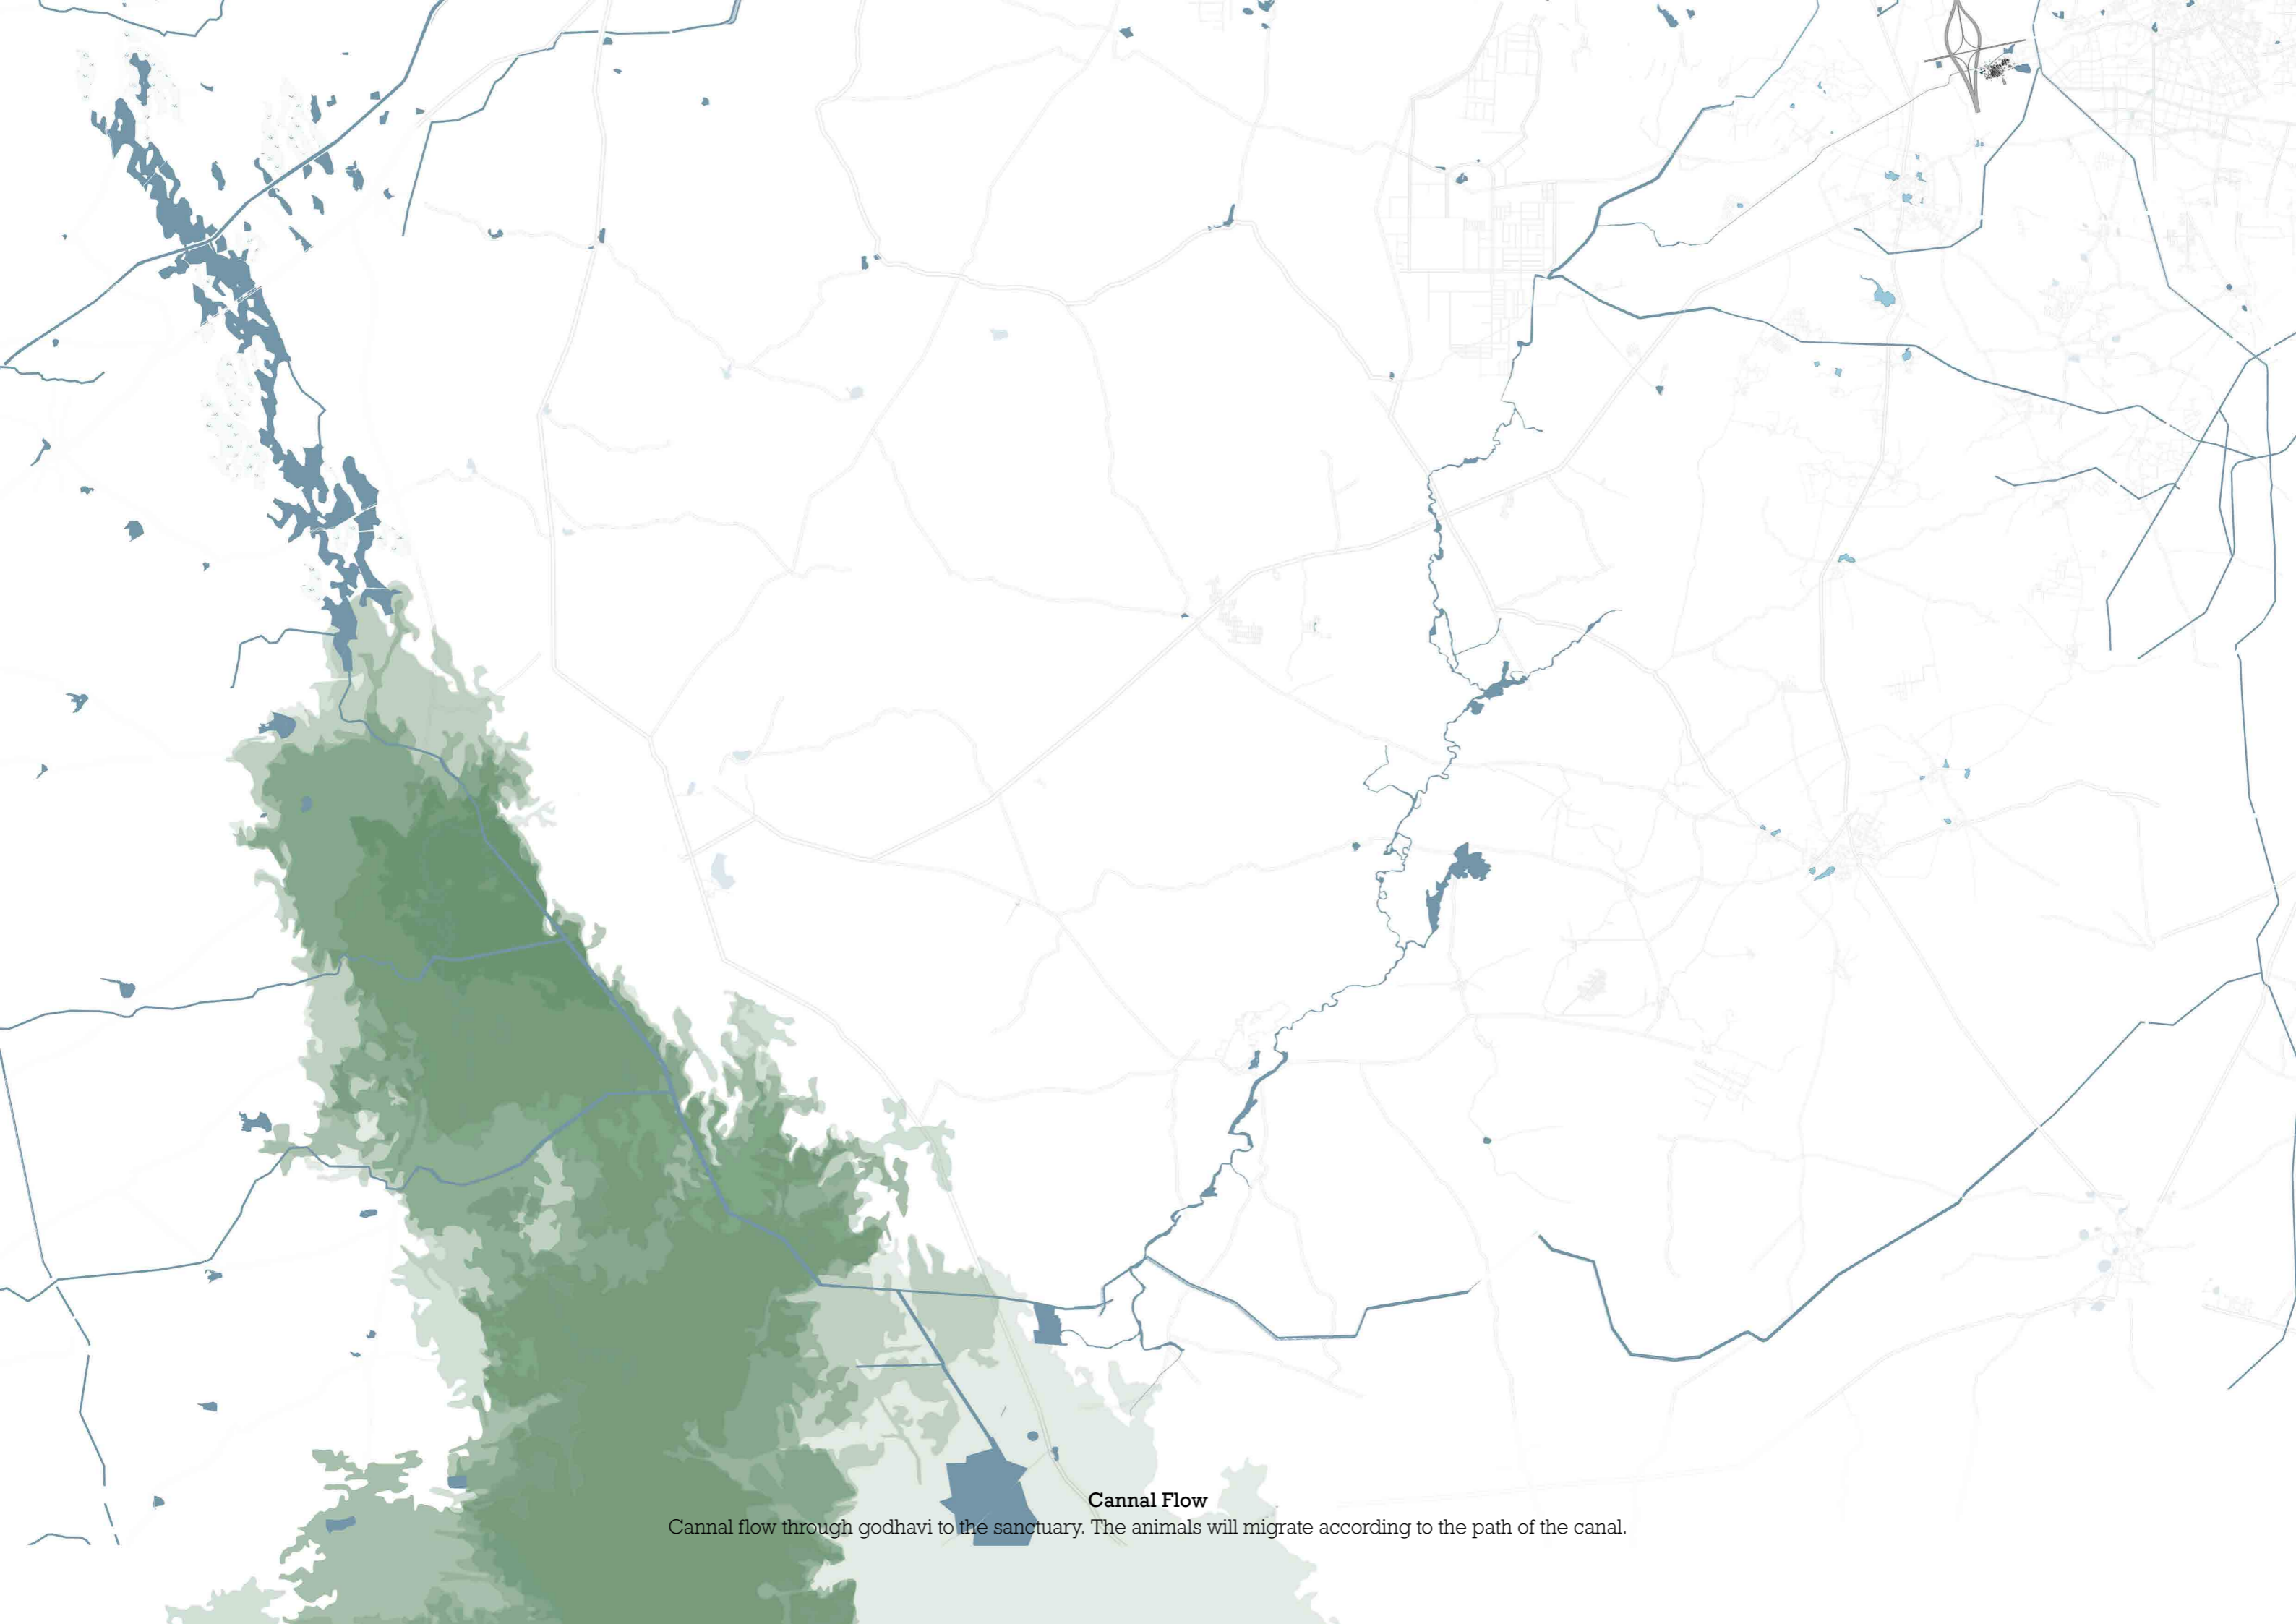 Cannal Flow
Cannal flow through godhavi to the sanctuary. The animals will migrate according to the path of the canal.